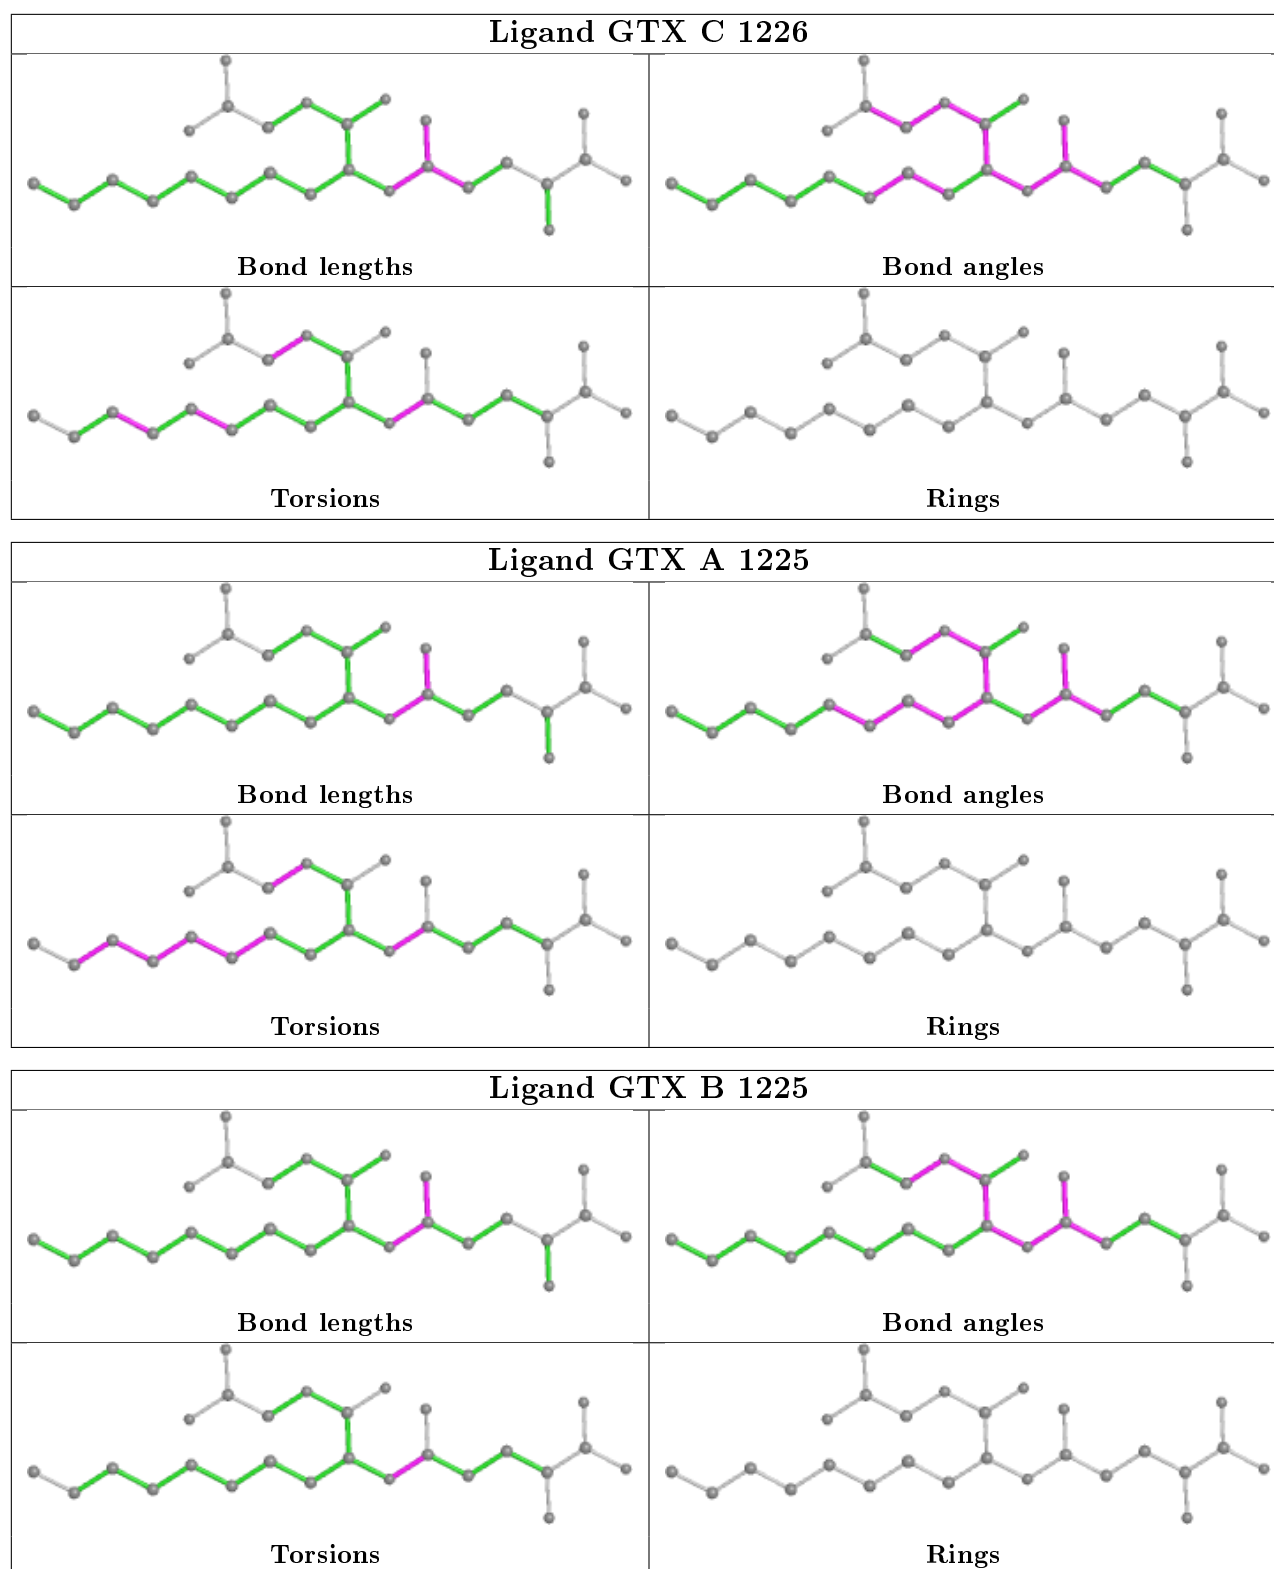 Ligand GTX C 1226
Bond lengths
Bond angles
Torsions
Rings
Ligand GTX A 1225
Bond lengths
Bond angles
Torsions
Rings
Ligand GTX B 1225
Bond lengths
Bond angles
Torsions
Rings